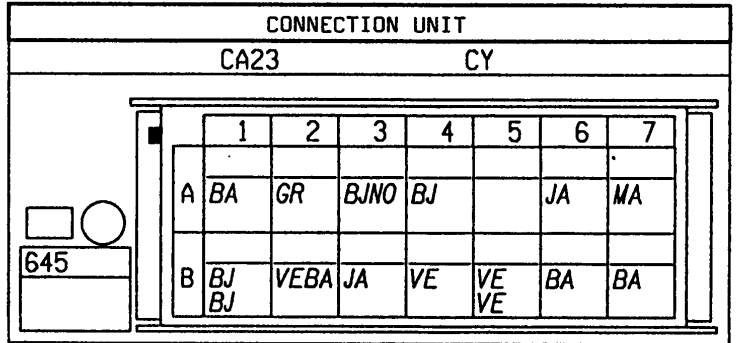 CONNECTION UNIT
CA23 CY
1 2 3 4 5 6 7
A BA GR BJNO BJ JA MA
645
B BJ VEBA JA VE VE BA BA
BJ VE